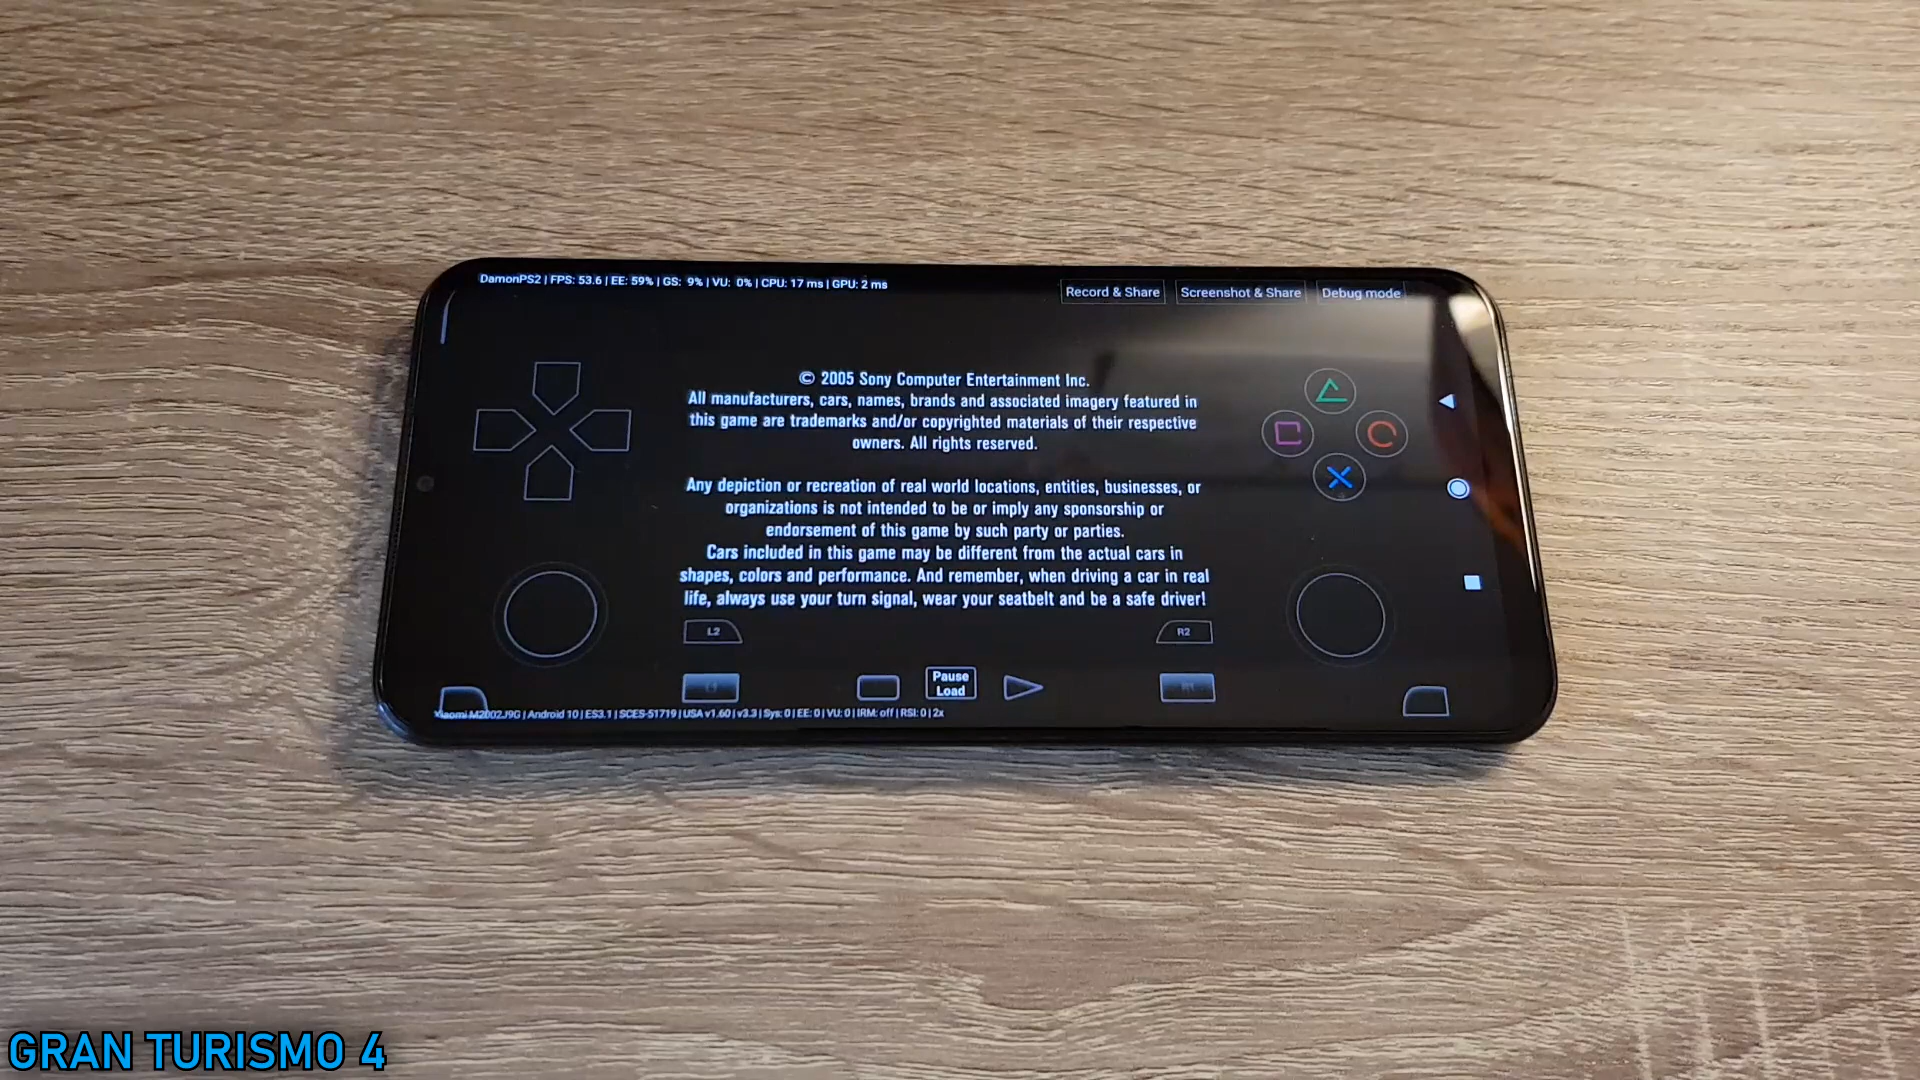 DamonPS2 | FPS: 53.6 | EE: 59% | GS: 9% | VU: 0% | CPU: 17 ms | GPU: 2 ms
Record & Share
Screenshot & Share
Debug mode
© 2005 Sony Computer Entertainment Inc.
All manufacturers, cars, names, brands and associated imagery featured in
this game are trademarks and/or copyrighted materials of their respective
owners. All rights reserved.
Any depiction or recreation of real world locations, entities, businesses, or
organizations is not intended to be or imply any sponsorship or
endorsement of this game by such party or parties.
Cars included in this game may be different from the actual cars in
shapes, colors and performance. And remember, when driving a car in real
life, always use your turn signal, wear your seatbelt and be a safe driver!
L2
R2
Pause
Load
Xiaomi M2002J9G | Android 10 | ES3.1 | SCES-51719 | USA v1.60 | v3.3 | Sys: 0 | EE: 0 | VU: 0 | IRM: off | RSI: 0 | 2x
GRAN TURISMO 4